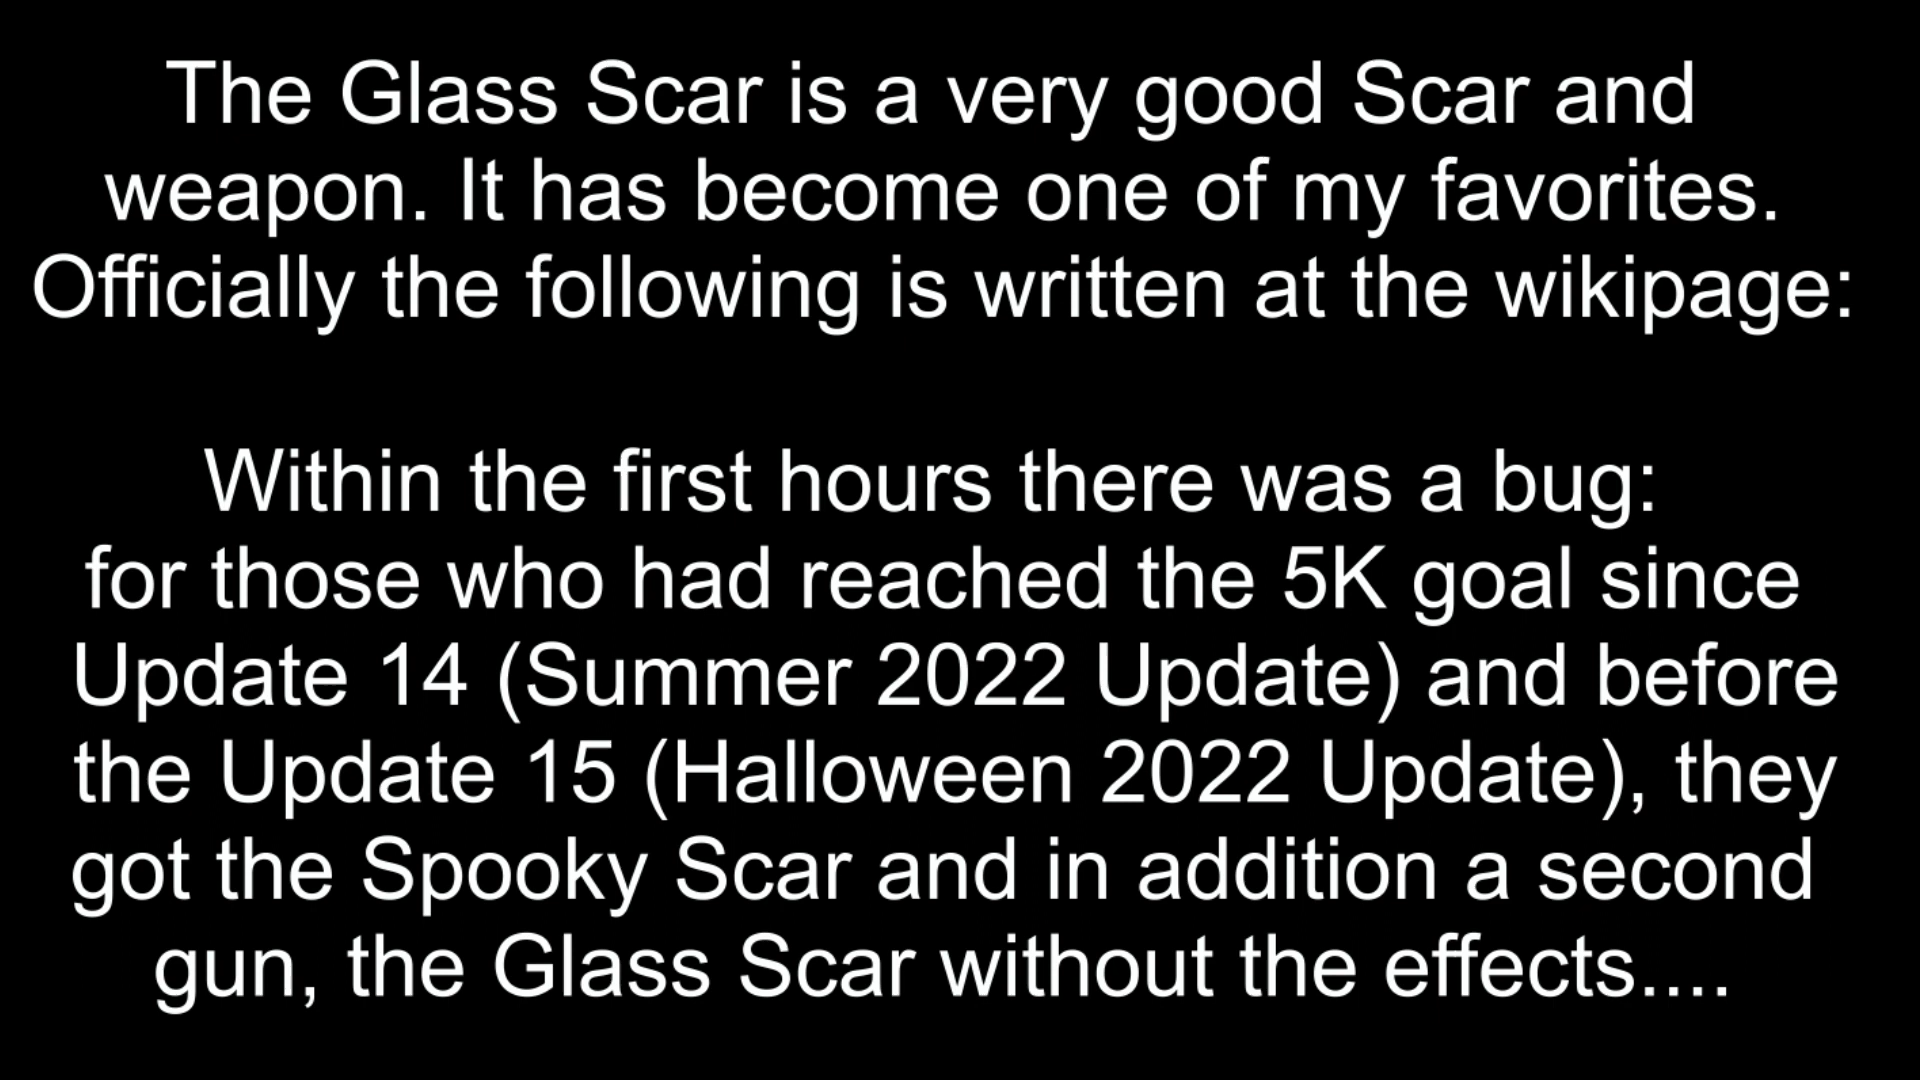 The Glass Scar is a very good Scar and
weapon. It has become one of my favorites.
Officially the following is written at the wikipage:
Within the first hours there was a bug:
for those who had reached the 5K goal since
Update 14 (Summer 2022 Update) and before
the Update 15 (Halloween 2022 Update), they
got the Spooky Scar and in addition a second
gun, the Glass Scar without the effects....